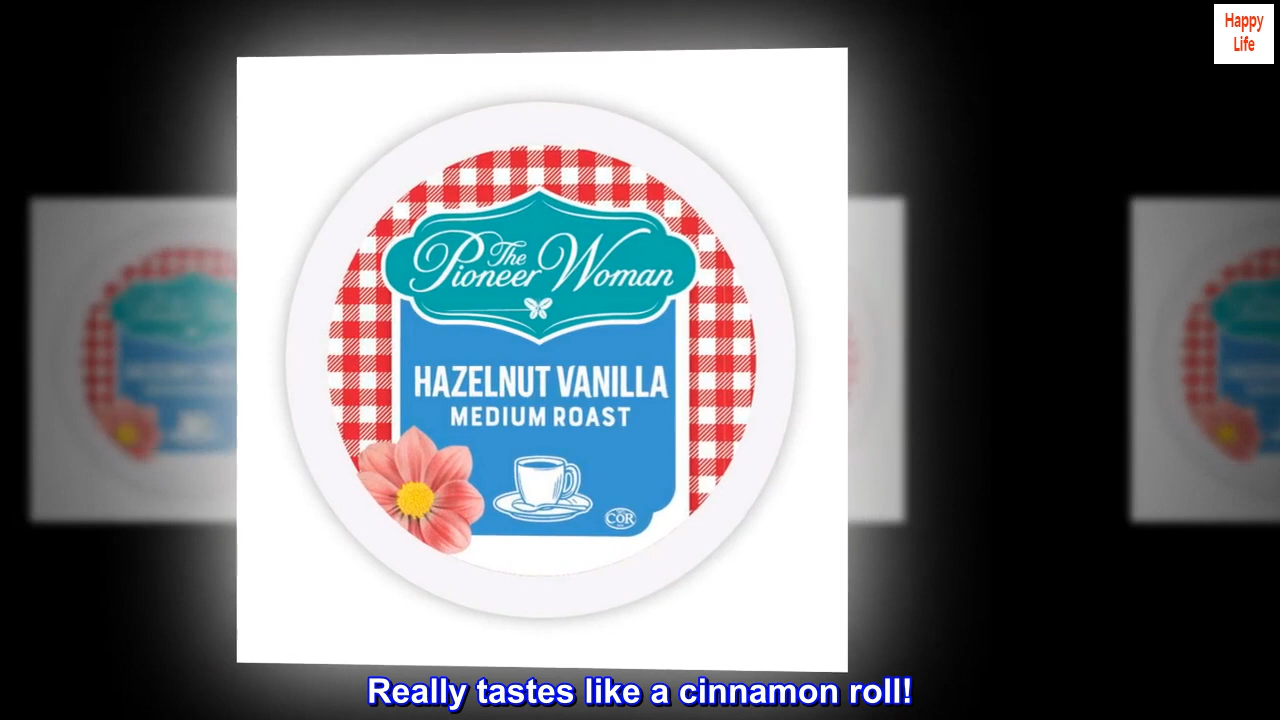 Happy
Life
The
Pioneer Woman
HAZELNUT VANILLA
MEDIUM ROAST
COR
Really tastes like a cinnamon roll!